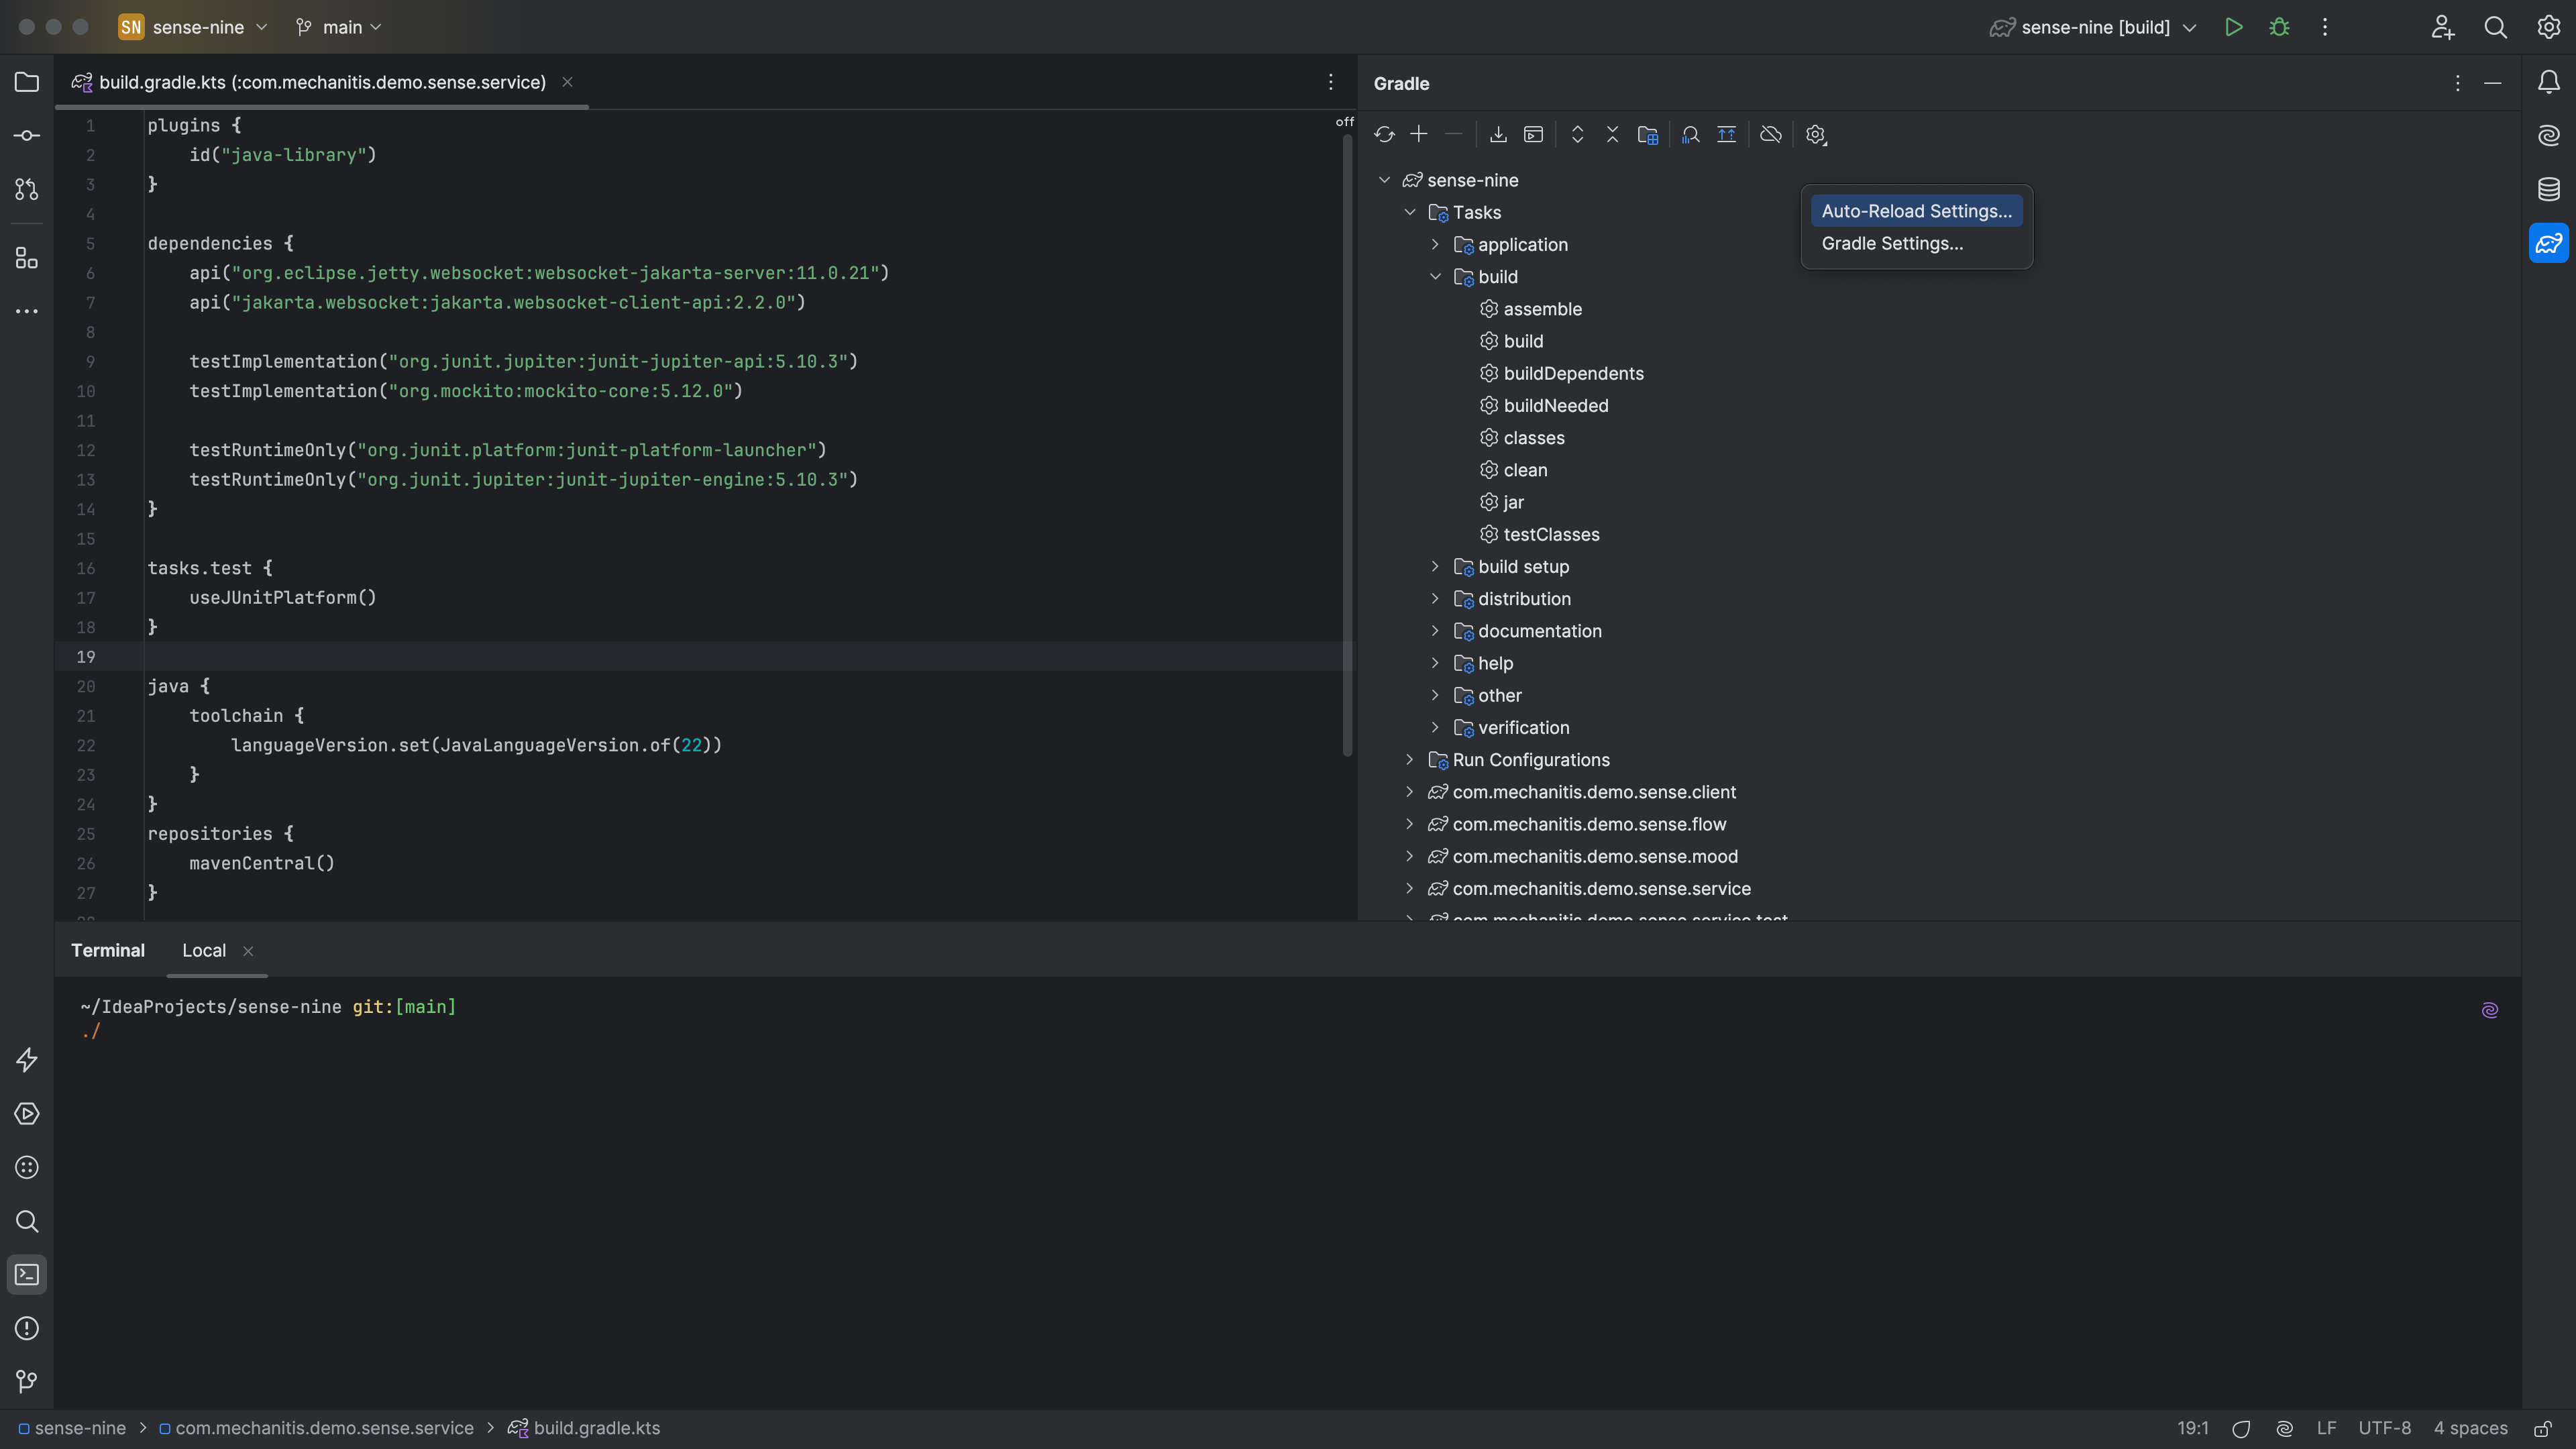 SN sense-nine main sense-nine [build]
build.gradle.kts (:com.mechanitis.demo.sense.service)
off
1 plugins {
2 id("java-library")
3 }
4
5 dependencies {
6 api("org.eclipse.jetty.websocket:websocket-jakarta-server:11.0.21")
7 api("jakarta.websocket:jakarta.websocket-client-api:2.2.0")
8
9 testImplementation("org.junit.jupiter:junit-jupiter-api:5.10.3")
10 testImplementation("org.mockito:mockito-core:5.12.0")
11
12 testRuntimeOnly("org.junit.platform:junit-platform-launcher")
13 testRuntimeOnly("org.junit.jupiter:junit-jupiter-engine:5.10.3")
14 }
15
16 tasks.test {
17 useJUnitPlatform()
18 }
19
20 java {
21 toolchain {
22 languageVersion.set(JavaLanguageVersion.of(22))
23 }
24 }
25 repositories {
26 mavenCentral()
27 }
28
Gradle
sense-nine
Tasks
application
build
assemble
build
buildDependents
buildNeeded
classes
clean
jar
testClasses
build setup
distribution
documentation
help
other
verification
Run Configurations
com.mechanitis.demo.sense.client
com.mechanitis.demo.sense.flow
com.mechanitis.demo.sense.mood
com.mechanitis.demo.sense.service
com.mechanitis.demo.sense.service.test
Auto-Reload Settings...
Gradle Settings...
Terminal Local
~/IdeaProjects/sense-nine git:[main]
./
sense-nine > com.mechanitis.demo.sense.service > build.gradle.kts
19:1 LF UTF-8 4 spaces